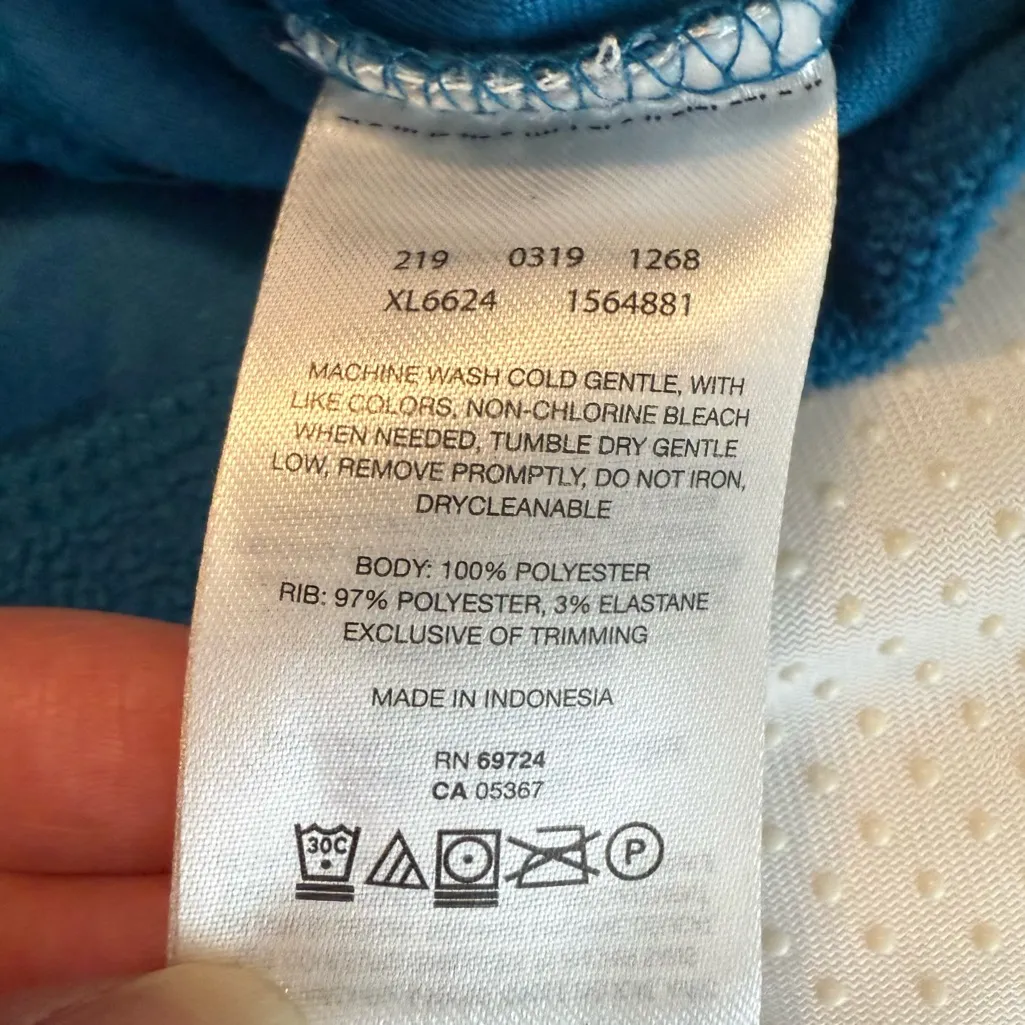 219 0319 1268
XL6624 1564881
MACHINE WASH COLD GENTLE, WITH
LIKE COLORS, NON-CHLORINE BLEACH
WHEN NEEDED, TUMBLE DRY GENTLE
LOW, REMOVE PROMPTLY, DO NOT IRON,
DRYCLEANABLE
BODY: 100% POLYESTER
RIB: 97% POLYESTER, 3% ELASTANE
EXCLUSIVE OF TRIMMING
MADE IN INDONESIA
RN 69724
CA 05367
30C P